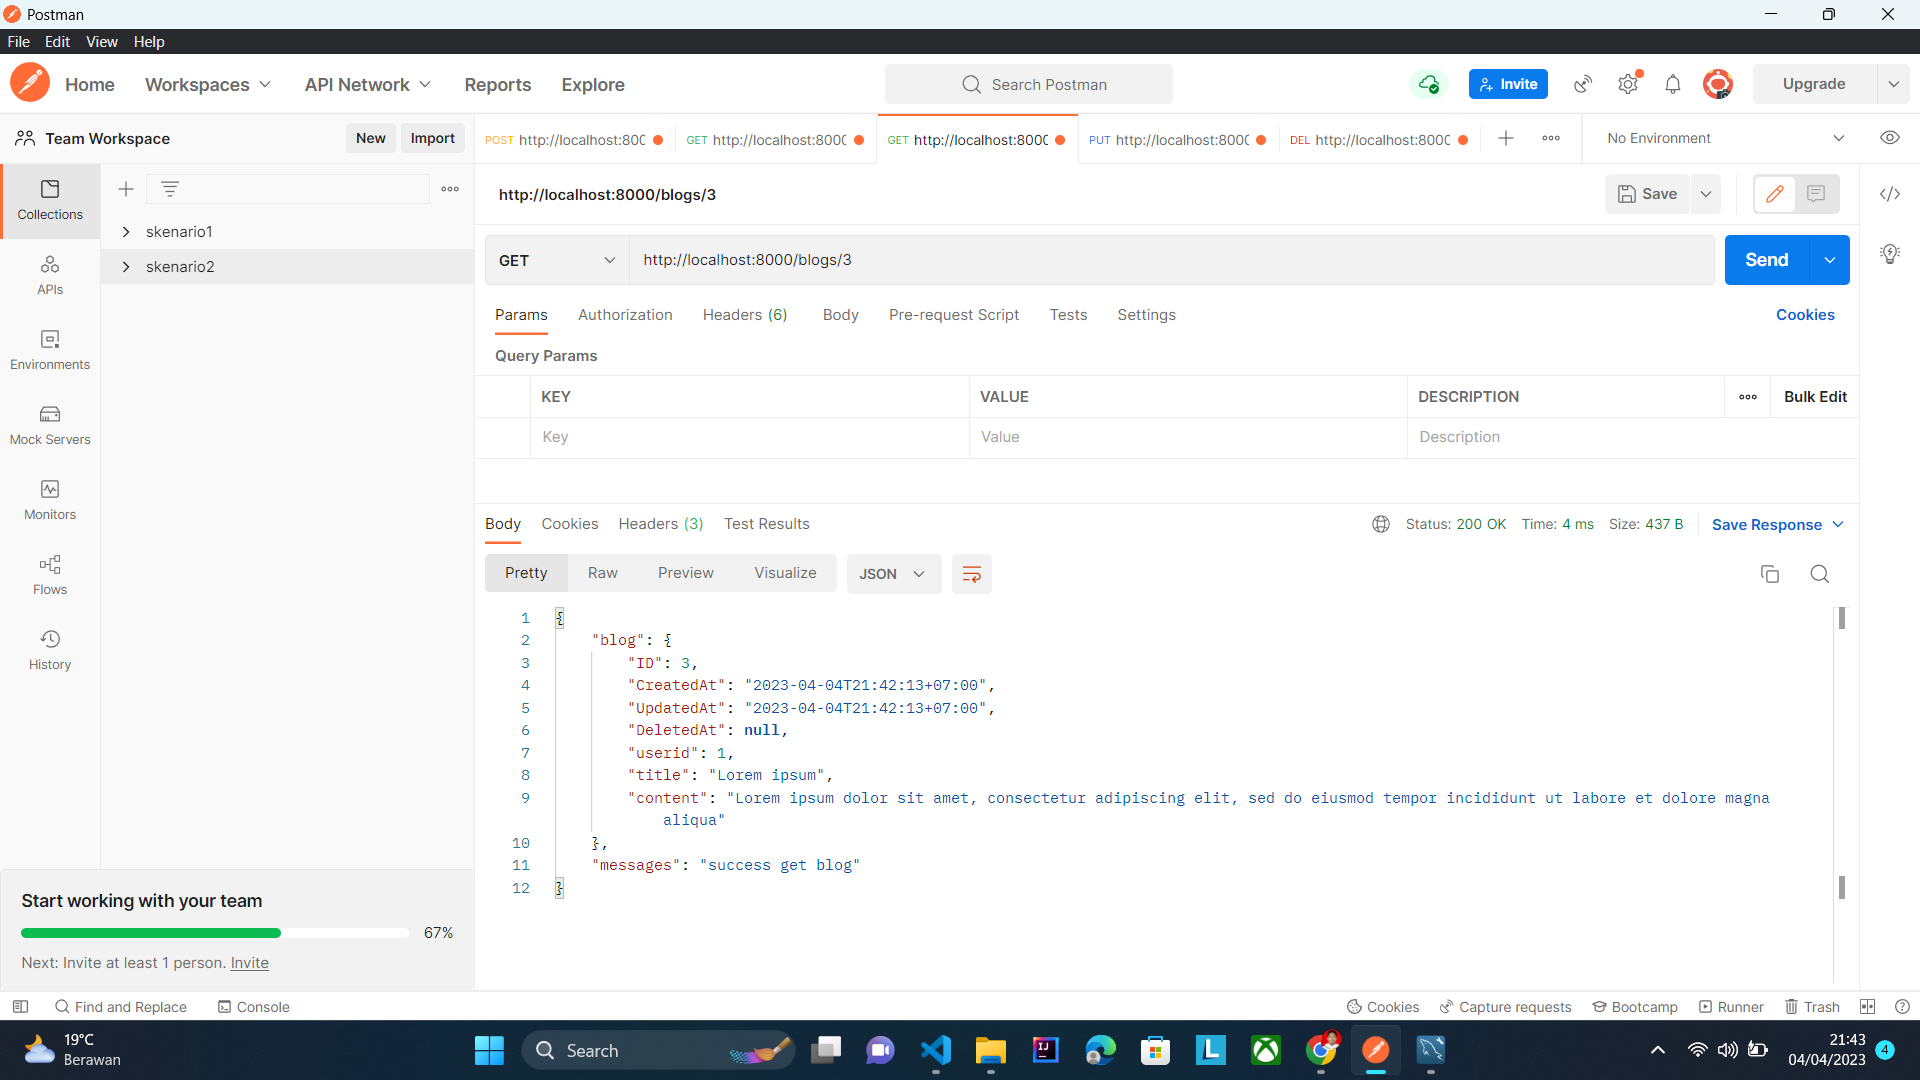 Postman
File Edit View Help
Home Workspaces API Network Reports Explore Search Postman Invite Upgrade
Team Workspace New Import POST http://localhost:800 GET http://localhost:8000 GET http://localhost:8000 PUT http://localhost:8000 DEL http://localhost:8000 No Environment
Collections
APIs
Environments
Mock Servers
Monitors
Flows
History
skenario1
skenario2
http://localhost:8000/blogs/3 Save
GET http://localhost:8000/blogs/3 Send
Params Authorization Headers (6) Body Pre-request Script Tests Settings Cookies
Query Params
KEY VALUE DESCRIPTION Bulk Edit
Key Value Description
Body Cookies Headers (3) Test Results Status: 200 OK Time: 4 ms Size: 437 B Save Response
Pretty Raw Preview Visualize JSON
1 {
2 "blog": {
3 "ID": 3,
4 "CreatedAt": "2023-04-04T21:42:13+07:00",
5 "UpdatedAt": "2023-04-04T21:42:13+07:00",
6 "DeletedAt": null,
7 "userid": 1,
8 "title": "Lorem ipsum",
9 "content": "Lorem ipsum dolor sit amet, consectetur adipiscing elit, sed do eiusmod tempor incididunt ut labore et dolore magna
aliqua"
10 },
11 "messages": "success get blog"
12 }
Start working with your team
67%
Next: Invite at least 1 person. Invite
Find and Replace Console Cookies Capture requests Bootcamp Runner Trash
19°C
Berawan
Search
21:43
04/04/2023
4